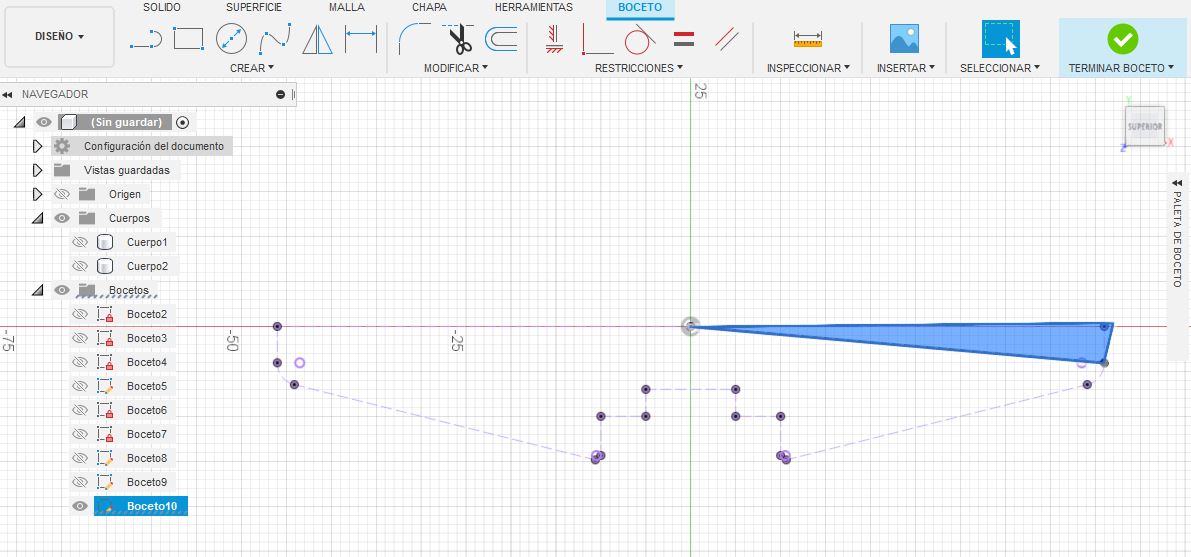 SÓLIDO SUPERFICIE MALLA CHAPA HERRAMIENTAS BOCETO
DISEÑO
CREAR MODIFICAR RESTRICCIONES INSPECCIONAR INSERTAR SELECCIONAR TERMINAR BOCETO
NAVEGADOR
(Sin guardar)
Configuración del documento
Vistas guardadas
Origen
Cuerpos
Cuerpo1
Cuerpo2
Bocetos
Boceto2
Boceto3
Boceto4
Boceto5
Boceto6
Boceto7
Boceto8
Boceto9
Boceto10
25
-75
-50
-25
Y
SUPERIOR
X
Z
PALETA DE BOCETO